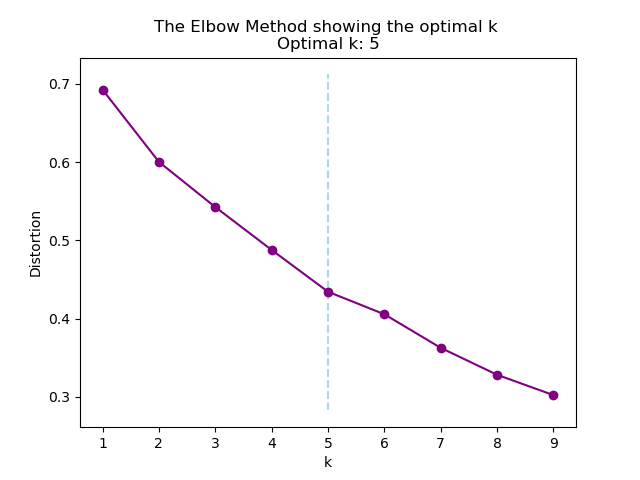 The Elbow Method showing the optimal k
Optimal k: 5
0.7
0.6
0.5
0.4
0.3
Distortion
1 2 3 4 5 6 7 8 9
k